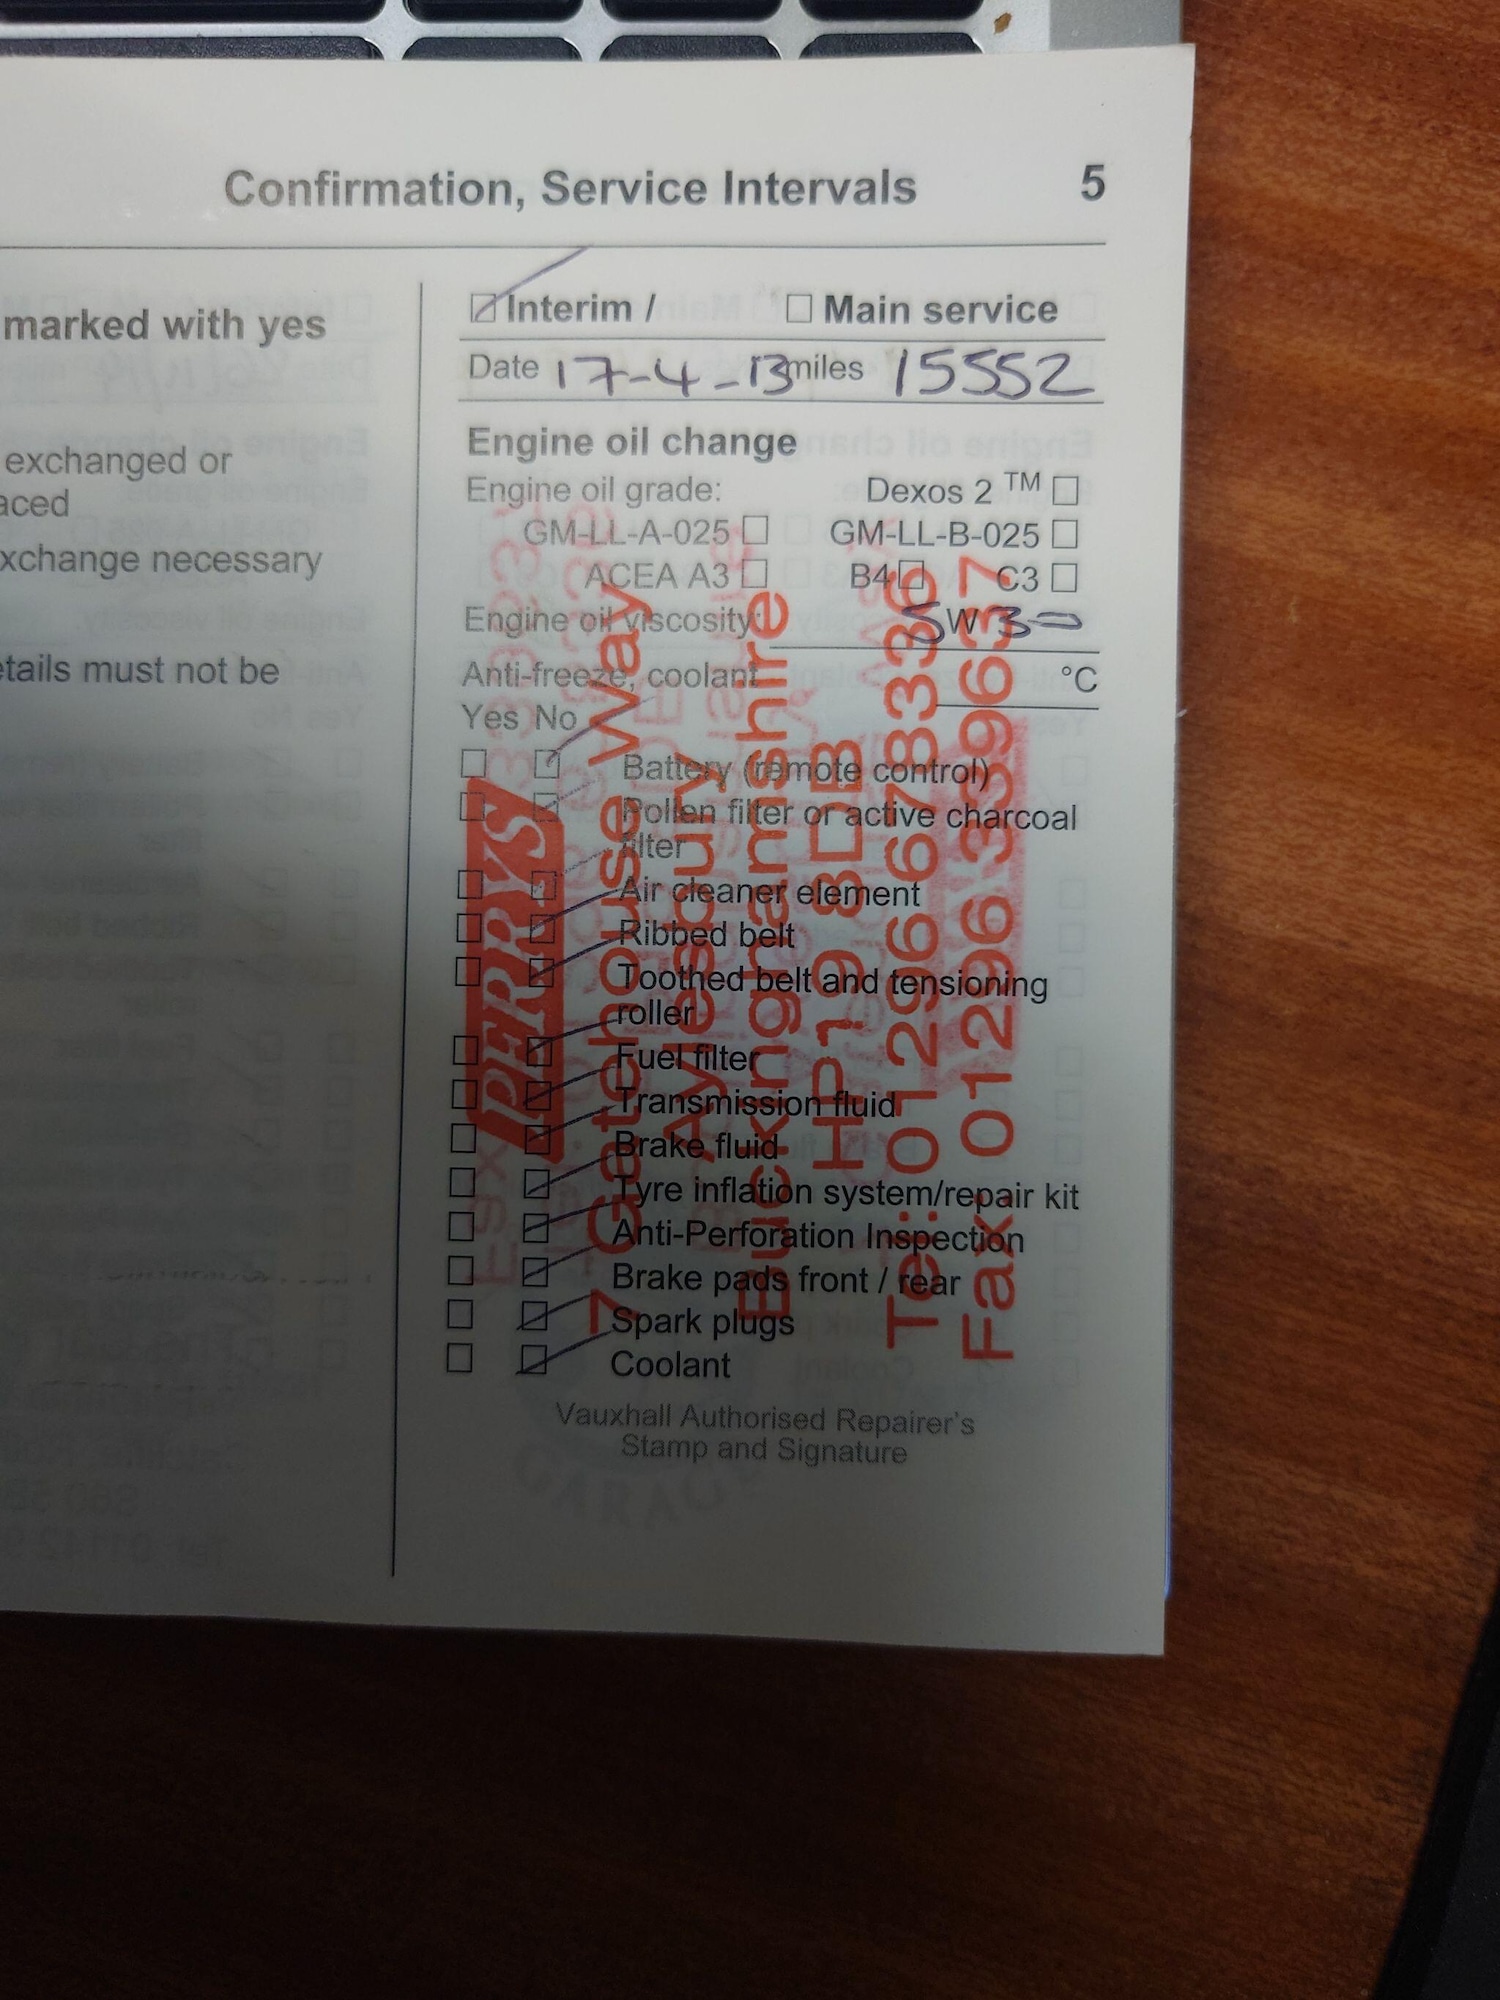 Confirmation, Service Intervals 5
marked with yes
exchanged or
aced
xchange necessary
etails must not be
Interim / Main service
Date 17-4-13 miles 15552
Engine oil change
Engine oil grade: Dexos 2 TM
GM-LL-A-025 GM-LL-B-025
ACEA A3 B4 C3
Engine oil viscosity: 5W30
Anti-freeze, coolant °C
Yes No
Battery (remote control)
Pollen filter or active charcoal
filter
Air cleaner element
Ribbed belt
Toothed belt and tensioning
roller
Fuel filter
Transmission fluid
Brake fluid
Tyre inflation system/repair kit
Anti-Perforation Inspection
Brake pads front / rear
Spark plugs
Coolant
Vauxhall Authorised Repairer's
Stamp and Signature
PERRYS
7 Gatehouse Way
Aylesbury
Buckinghamshire
HP19 8DB
Tel: 01296 678336
Fax: 01296 339637